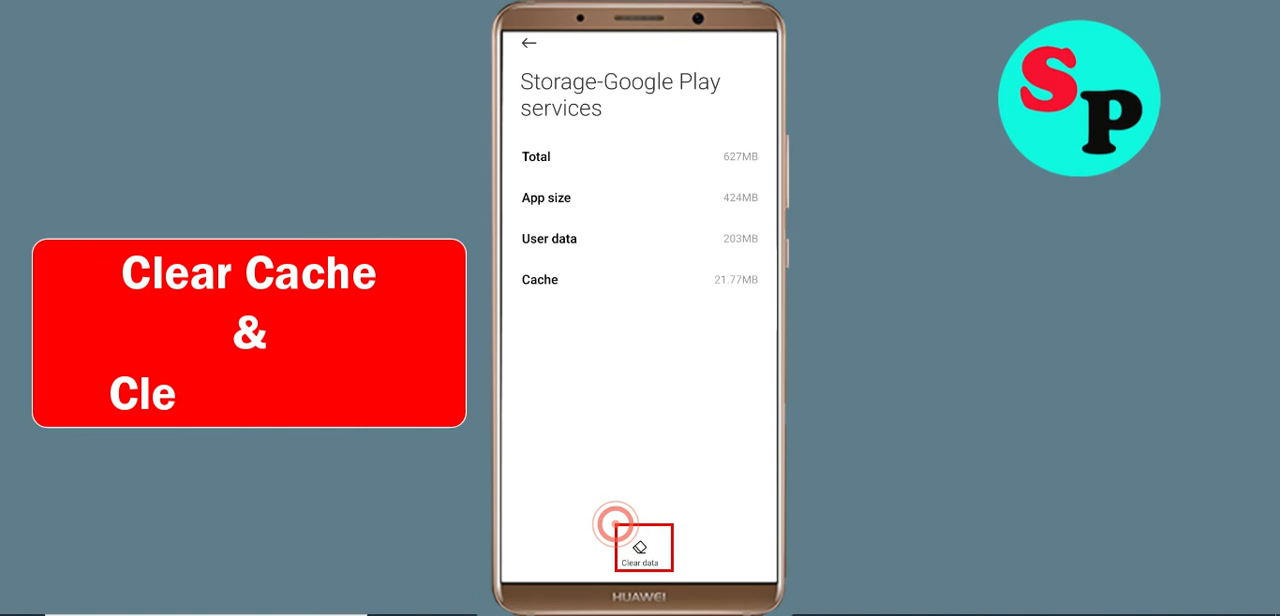 Storage-Google Play
services
Total 627MB
App size 424MB
User data 203MB
Cache 21.77MB
Clear data
HUAWEI
Clear Cache
&
Cle
SP